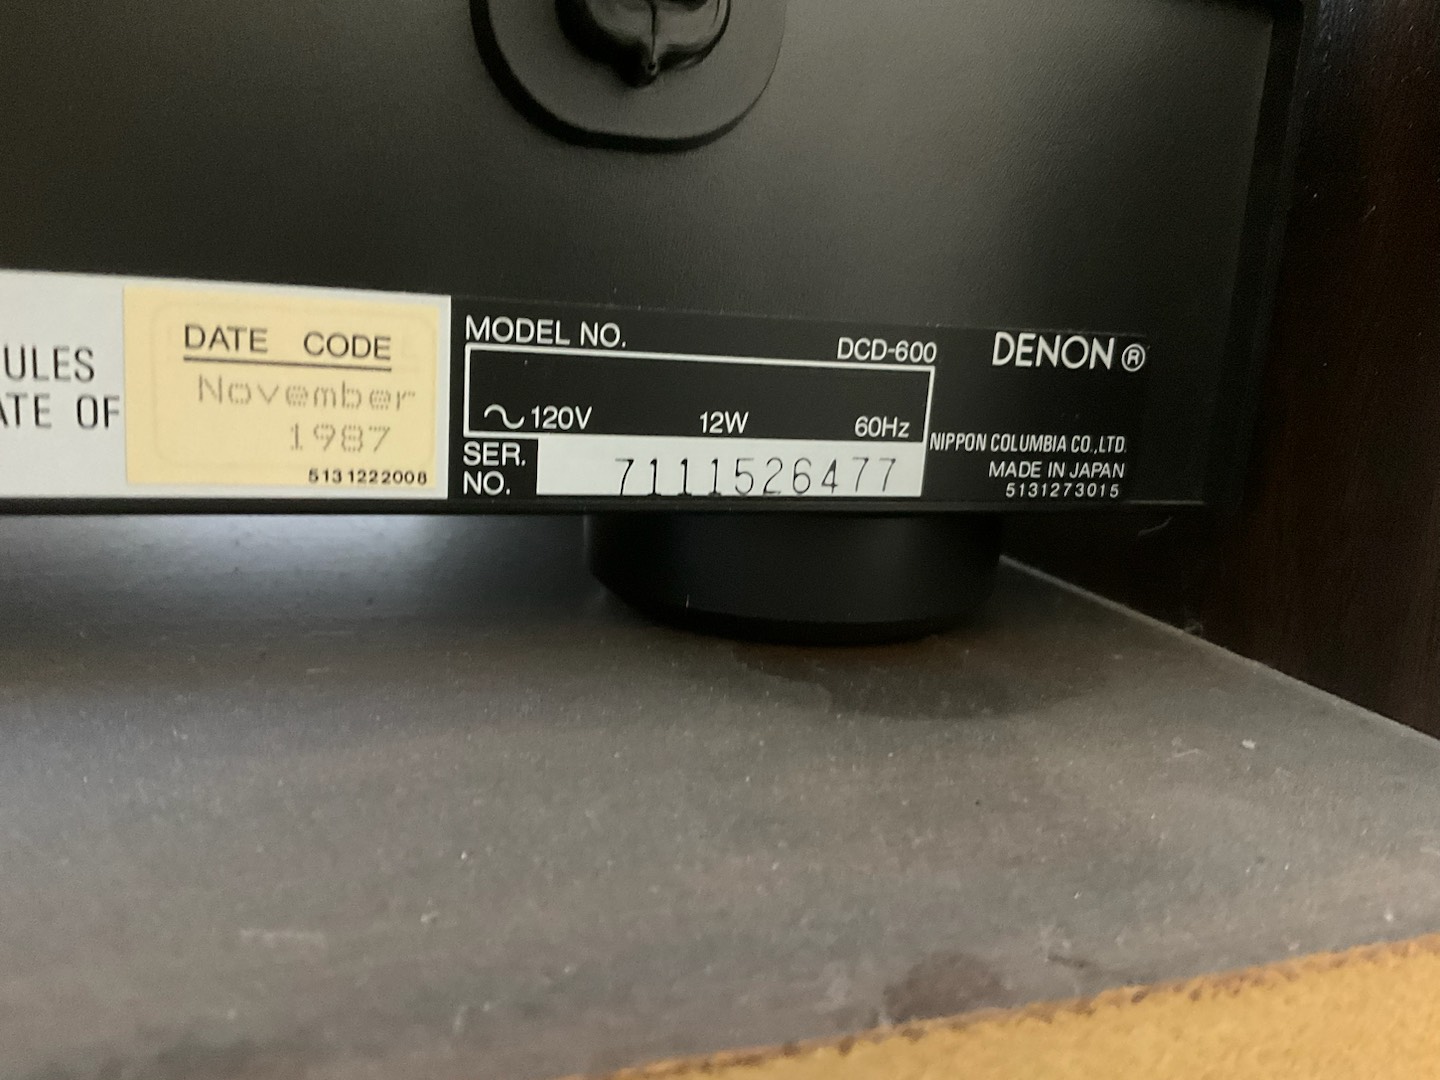 ULES
ATE OF
DATE CODE
November
1987
5131222008
MODEL NO.
DCD-600
120V 12W 60Hz
SER.
NO.
7111526477
DENON ®
NIPPON COLUMBIA CO.,LTD.
MADE IN JAPAN
5131273015